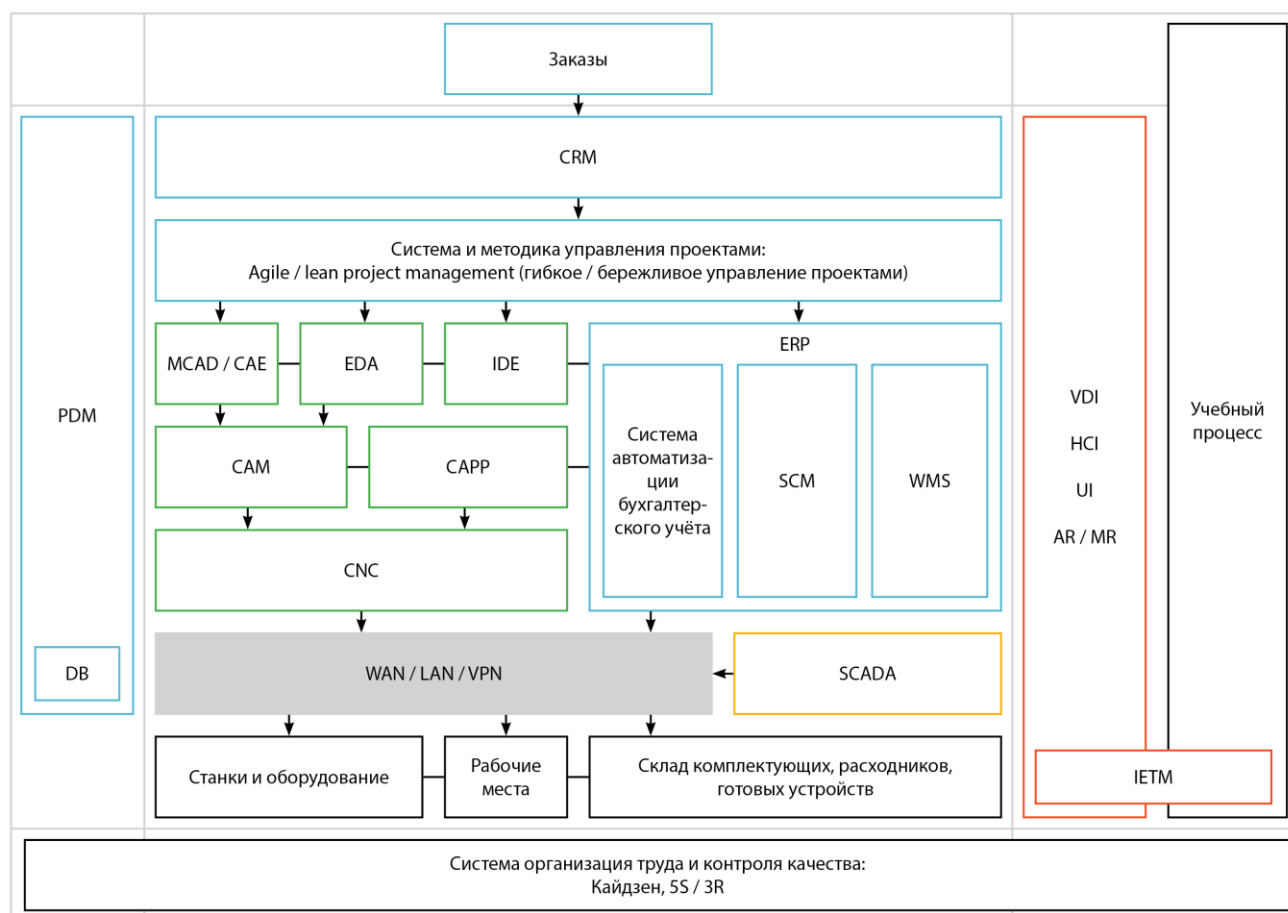 Заказы
CRM
Система и методика управления проектами:
Agile / lean project management (гибкое / бережливое управление проектами)
MCAD / CAE
EDA
IDE
ERP
PDM
CAM
CAPP
Система
автоматиза-
ции
бухгалтер-
ского учёта
SCM
WMS
VDI
HCI
UI
AR / MR
Учебный
процесс
CNC
DB
WAN / LAN / VPN
SCADA
Станки и оборудование
Рабочие
места
Склад комплектующих, расходников,
готовых устройств
IETM
Система организация труда и контроля качества:
Кайдзен, 5S / 3R